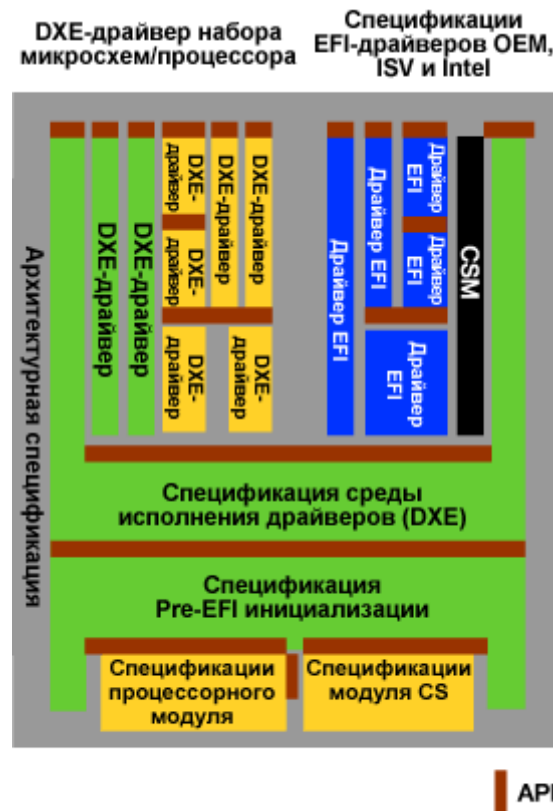 DXE-драйвер набора
микросхем/процессора
Спецификации
EFI-драйверов OEM,
ISV и Intel
Архитектурная спецификация
DXE-драйвер
DXE-драйвер
DXE-
драйвер
DXE-
драйвер
DXE-
драйвер
DXE-драйвер
DXE-драйвер
DXE-
драйвер
Драйвер EFI
Драйвер EFI
Драйвер
EFI
Драйвер
EFI
Драйвер
EFI
CSM
Спецификация среды
исполнения драйверов (DXE)
Спецификация
Pre-EFI инициализации
Спецификации
процессорного
модуля
Спецификации
модуля CS
API